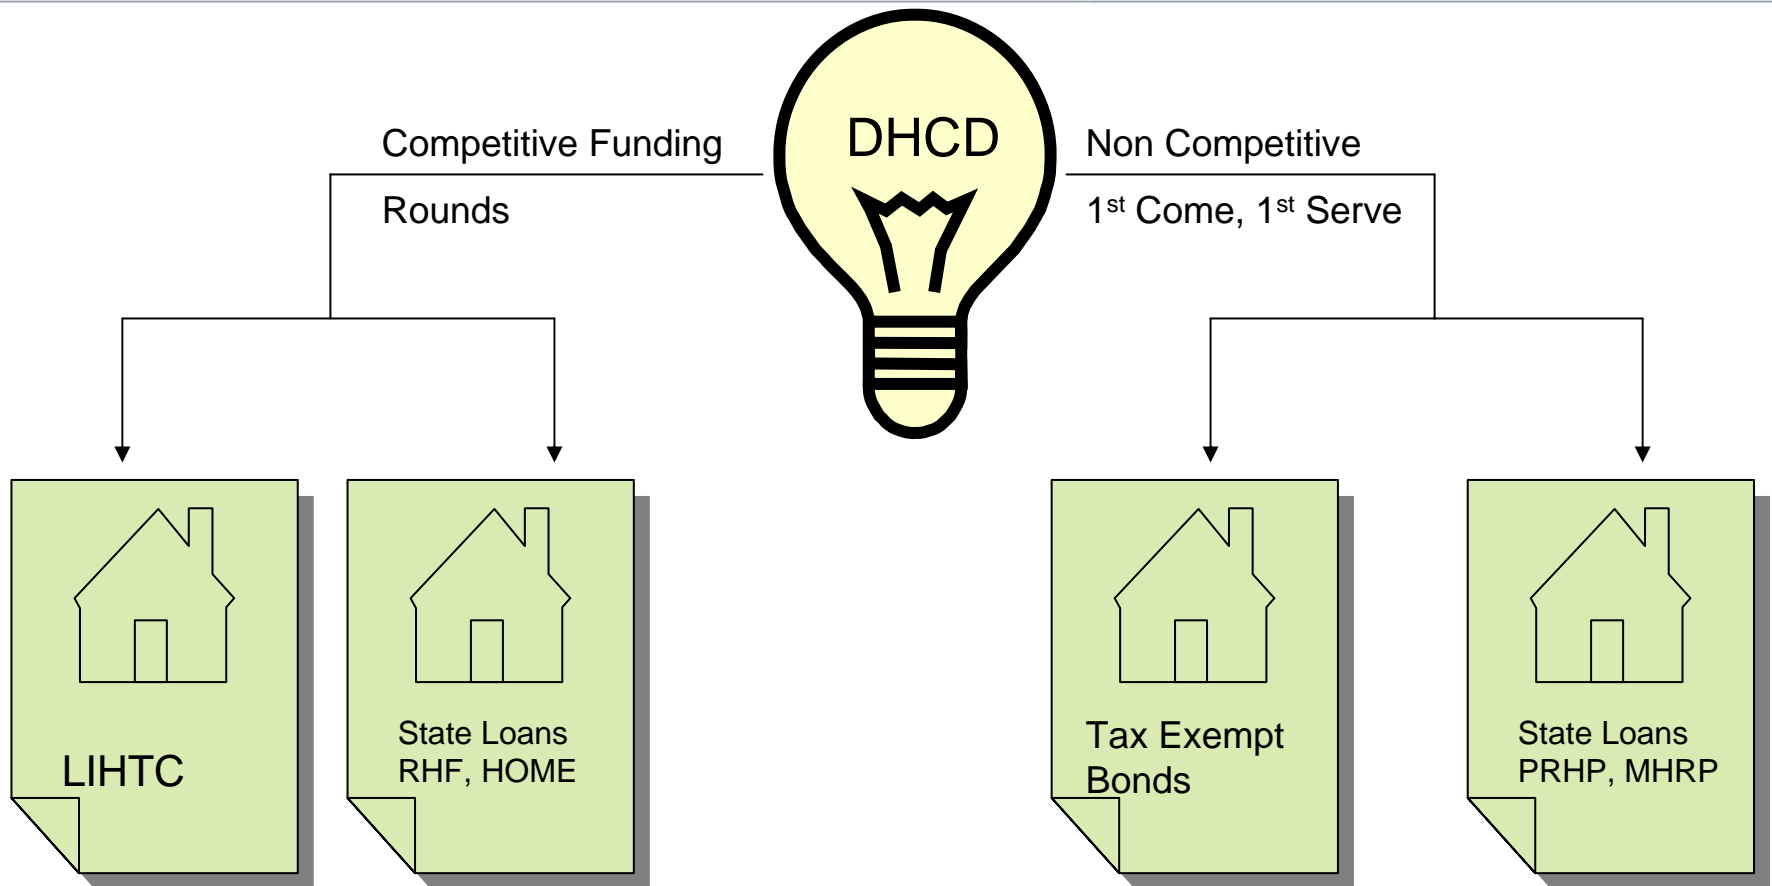 DHCD
Competitive Funding
Rounds
Non Competitive
1st Come, 1st Serve
LIHTC
State Loans
RHF, HOME
Tax Exempt
Bonds
State Loans
PRHP, MHRP